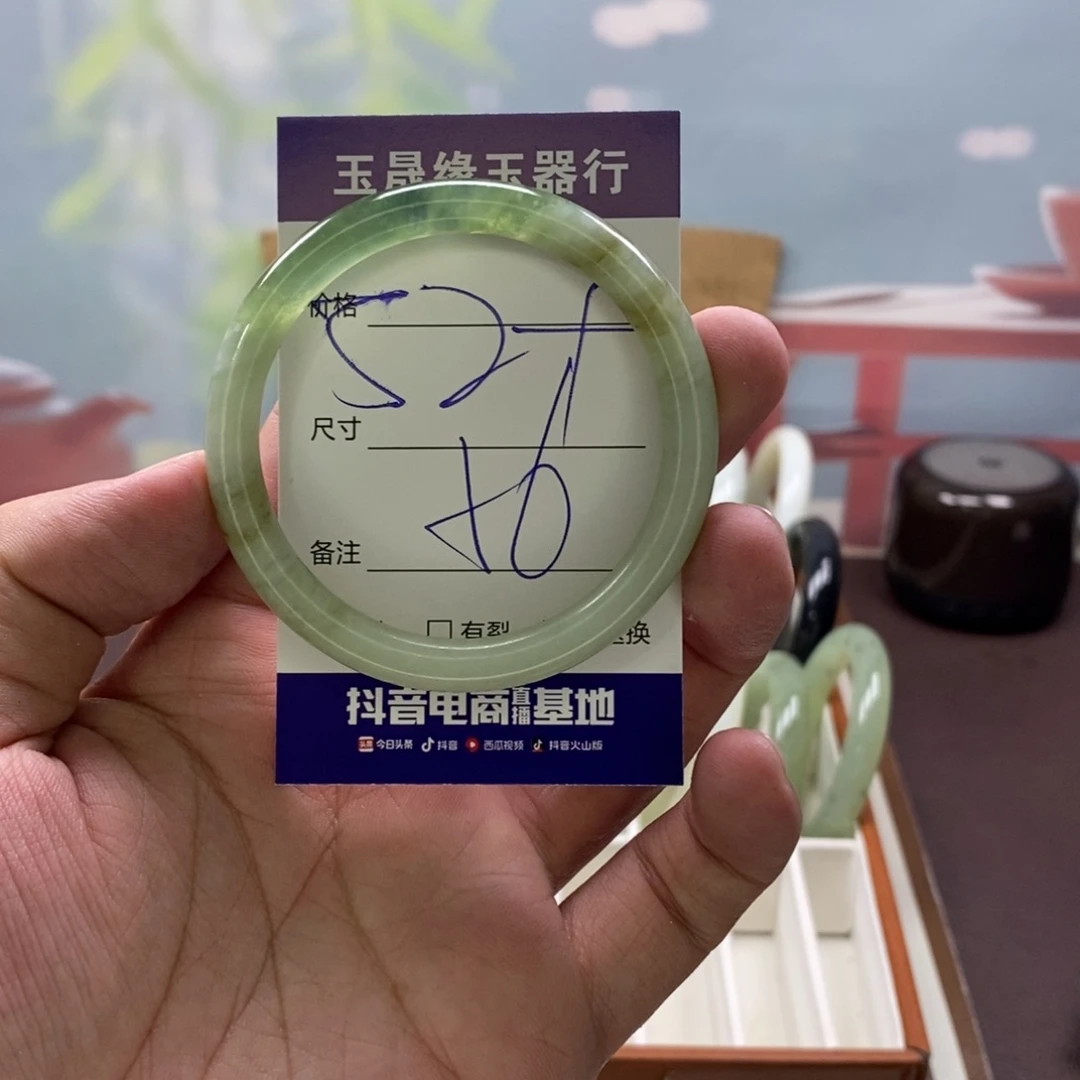 玉晟缘玉器行
价格
尺寸
备注
有裂 换
抖音电商直播基地
今日头条 抖音 西瓜视频 抖音火山版